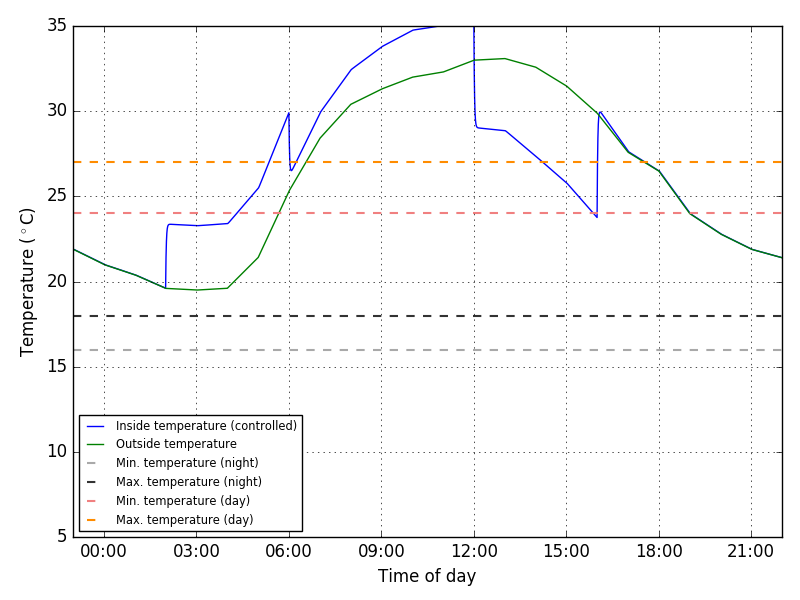 35
30
25
20
15
10
5
Temperature (°C)
Inside temperature (controlled)
Outside temperature
Min. temperature (night)
Max. temperature (night)
Min. temperature (day)
Max. temperature (day)
00:00 03:00 06:00 09:00 12:00 15:00 18:00 21:00
Time of day